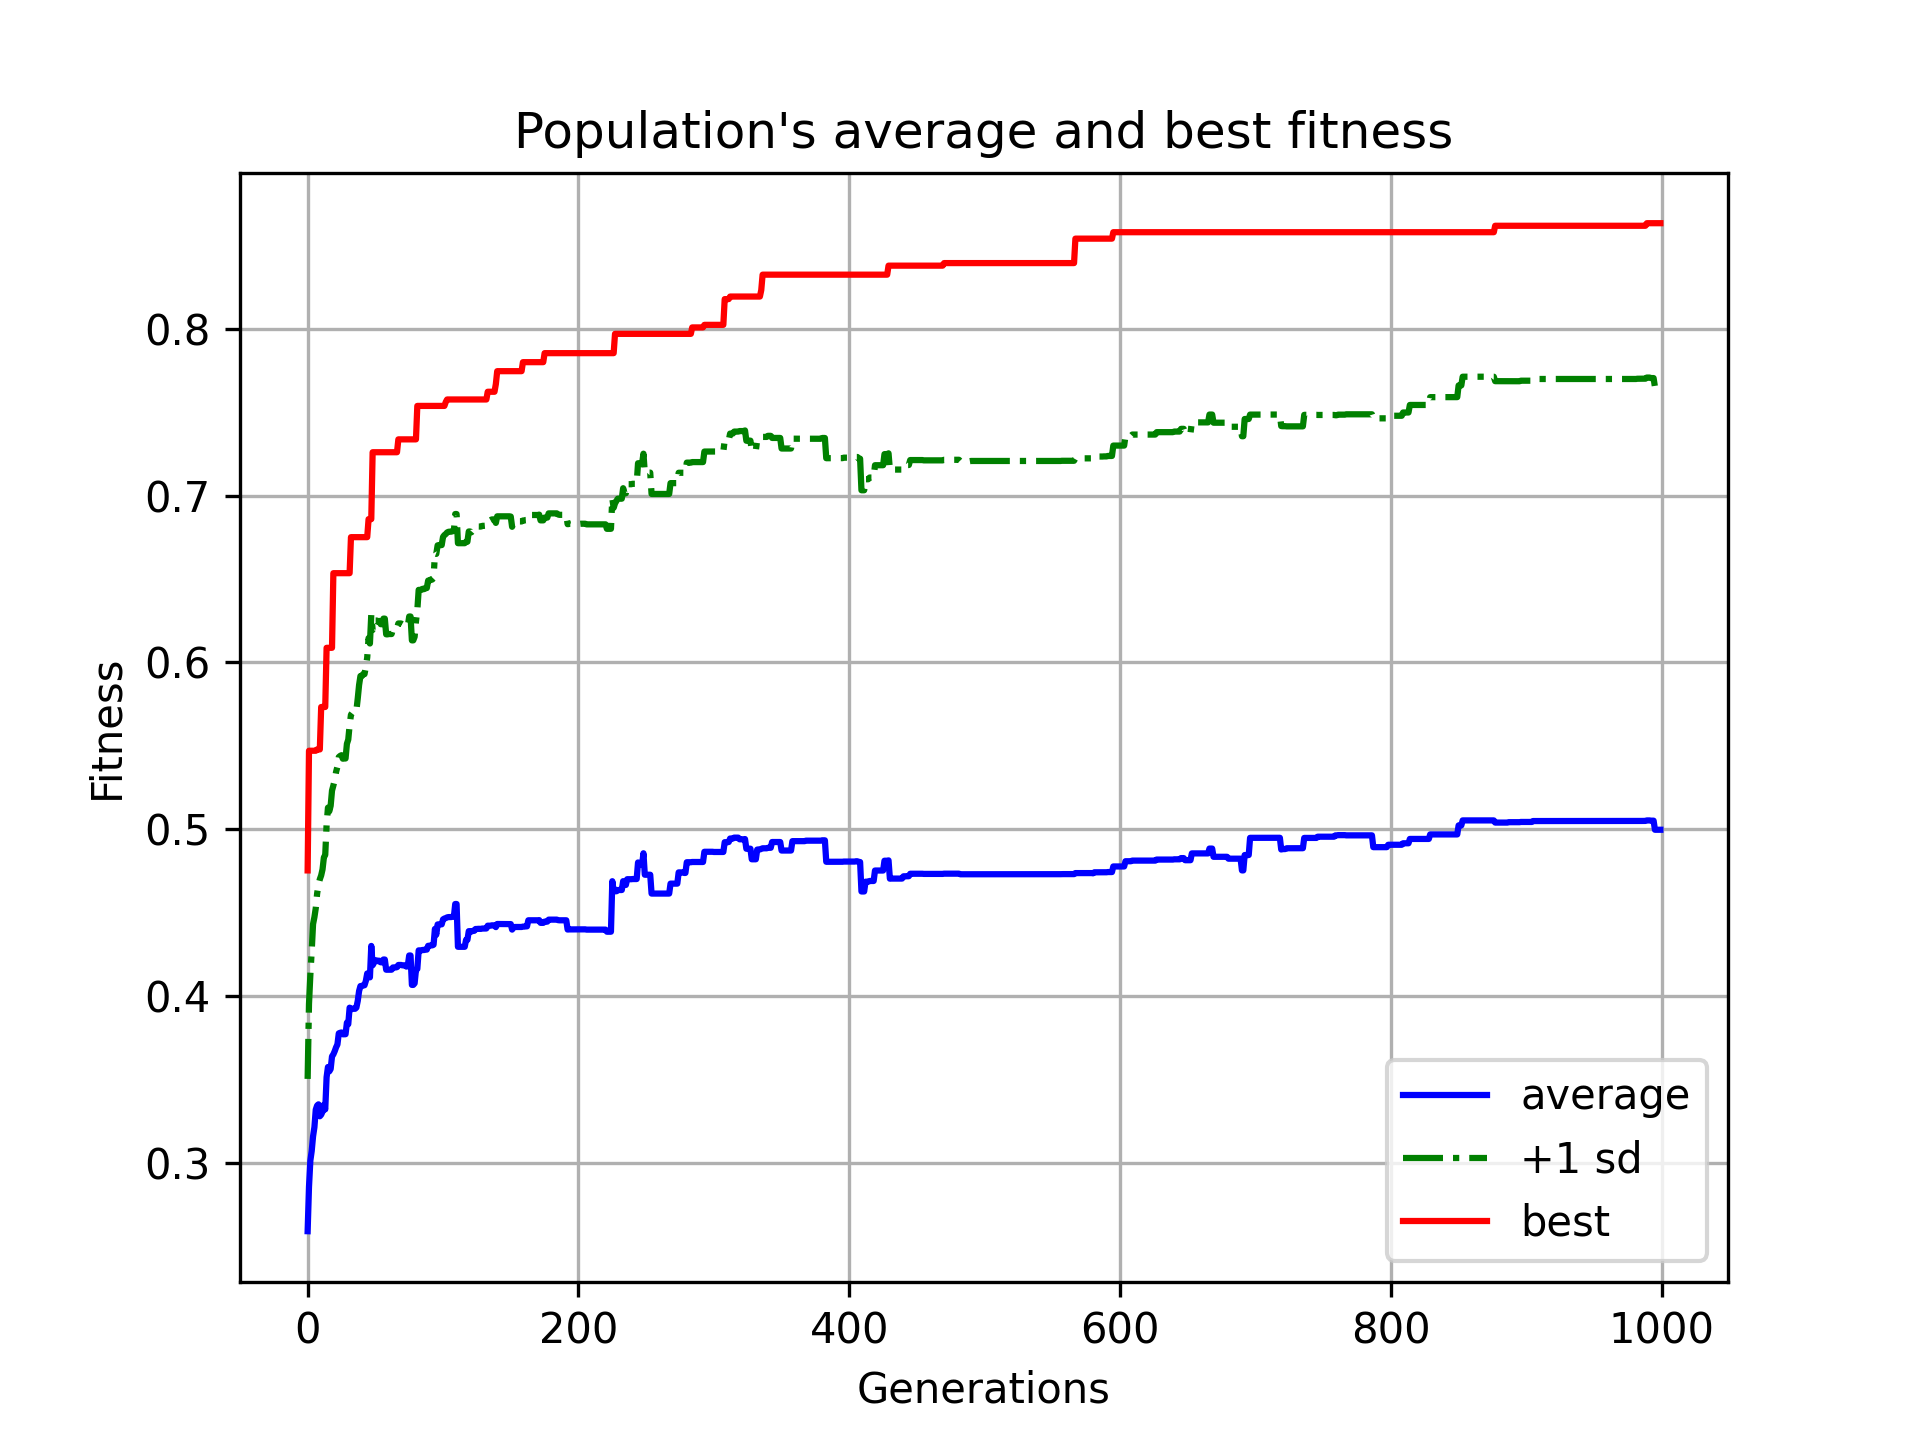 Population's average and best fitness
Fitness
0.8
0.7
0.6
0.5
0.4
0.3
average
+1 sd
best
0 200 400 600 800 1000
Generations